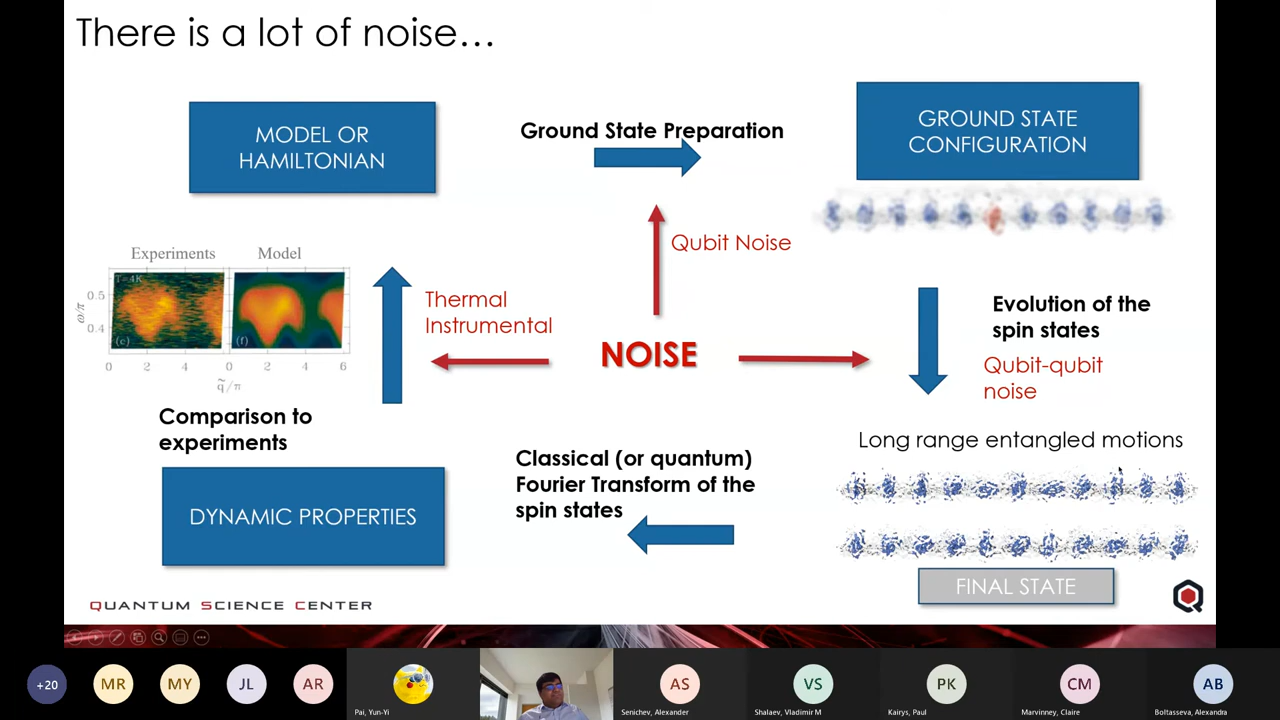 There is a lot of noise...
MODEL OR
HAMILTONIAN
Ground State Preparation
GROUND STATE
CONFIGURATION
Qubit Noise
Experiments
Model
T=4K
0.5
0.4
ω/π
(c)
(f)
0 2 4 0 2 4 6
q̃/π
Thermal
Instrumental
NOISE
Evolution of the
spin states
Qubit-qubit
noise
Comparison to
experiments
Classical (or quantum)
Fourier Transform of the
spin states
Long range entangled motions
DYNAMIC PROPERTIES
FINAL STATE
QUANTUM SCIENCE CENTER
+20
MR
MY
JL
AR
Pai, Yun-Yi
AS
Senichev, Alexander
VS
Shalaev, Vladimir M
PK
Kairys, Paul
CM
Marvinney, Claire
AB
Boltasseva, Alexandra